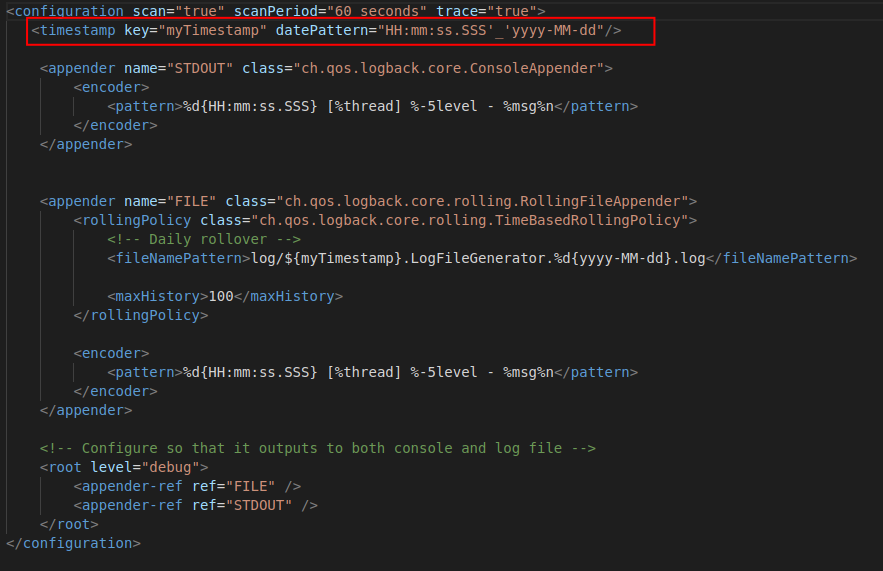 <configuration scan="true" scanPeriod="60 seconds" trace="true">
<timestamp key="myTimestamp" datePattern="HH:mm:ss.SSS'_'yyyy-MM-dd"/>
<appender name="STDOUT" class="ch.qos.logback.core.ConsoleAppender">
<encoder>
<pattern>%d{HH:mm:ss.SSS} [%thread] %-5level - %msg%n</pattern>
</encoder>
</appender>
<appender name="FILE" class="ch.qos.logback.core.rolling.RollingFileAppender">
<rollingPolicy class="ch.qos.logback.core.rolling.TimeBasedRollingPolicy">
<!-- Daily rollover -->
<fileNamePattern>log/${myTimestamp}.LogFileGenerator.%d{yyyy-MM-dd}.log</fileNamePattern>
<maxHistory>100</maxHistory>
</rollingPolicy>
<encoder>
<pattern>%d{HH:mm:ss.SSS} [%thread] %-5level - %msg%n</pattern>
</encoder>
</appender>
<!-- Configure so that it outputs to both console and log file -->
<root level="debug">
<appender-ref ref="FILE" />
<appender-ref ref="STDOUT" />
</root>
</configuration>